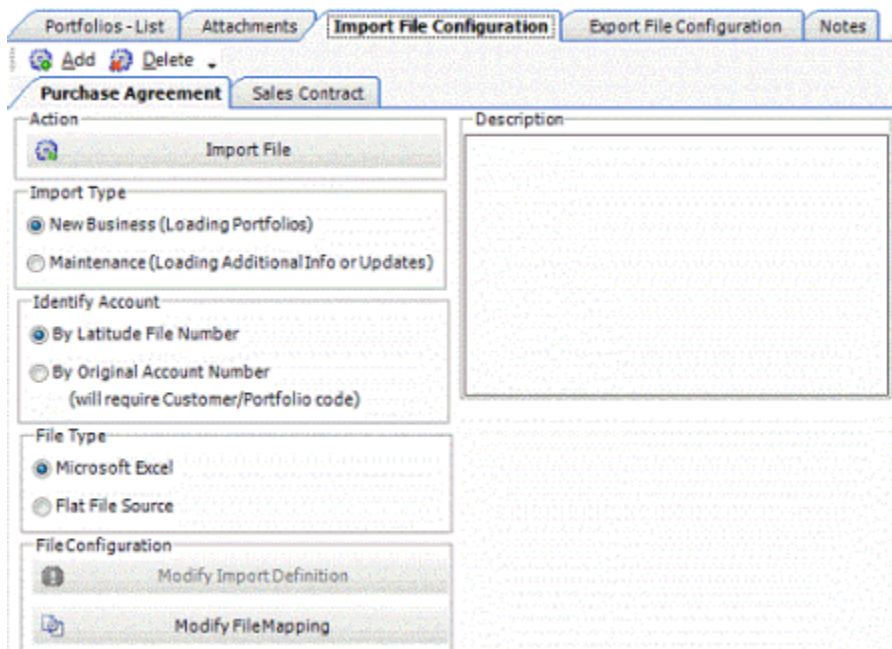 Portfolios - List Attachments Import File Configuration Export File Configuration Notes
Add Delete
Purchase Agreement Sales Contract
Action
Import File
Import Type
New Business (Loading Portfolios)
Maintenance (Loading Additional Info or Updates)
Identify Account
By Latitude File Number
By Original Account Number
(will require Customer/Portfolio code)
File Type
Microsoft Excel
Flat File Source
File Configuration
Modify Import Definition
Modify File Mapping
Description